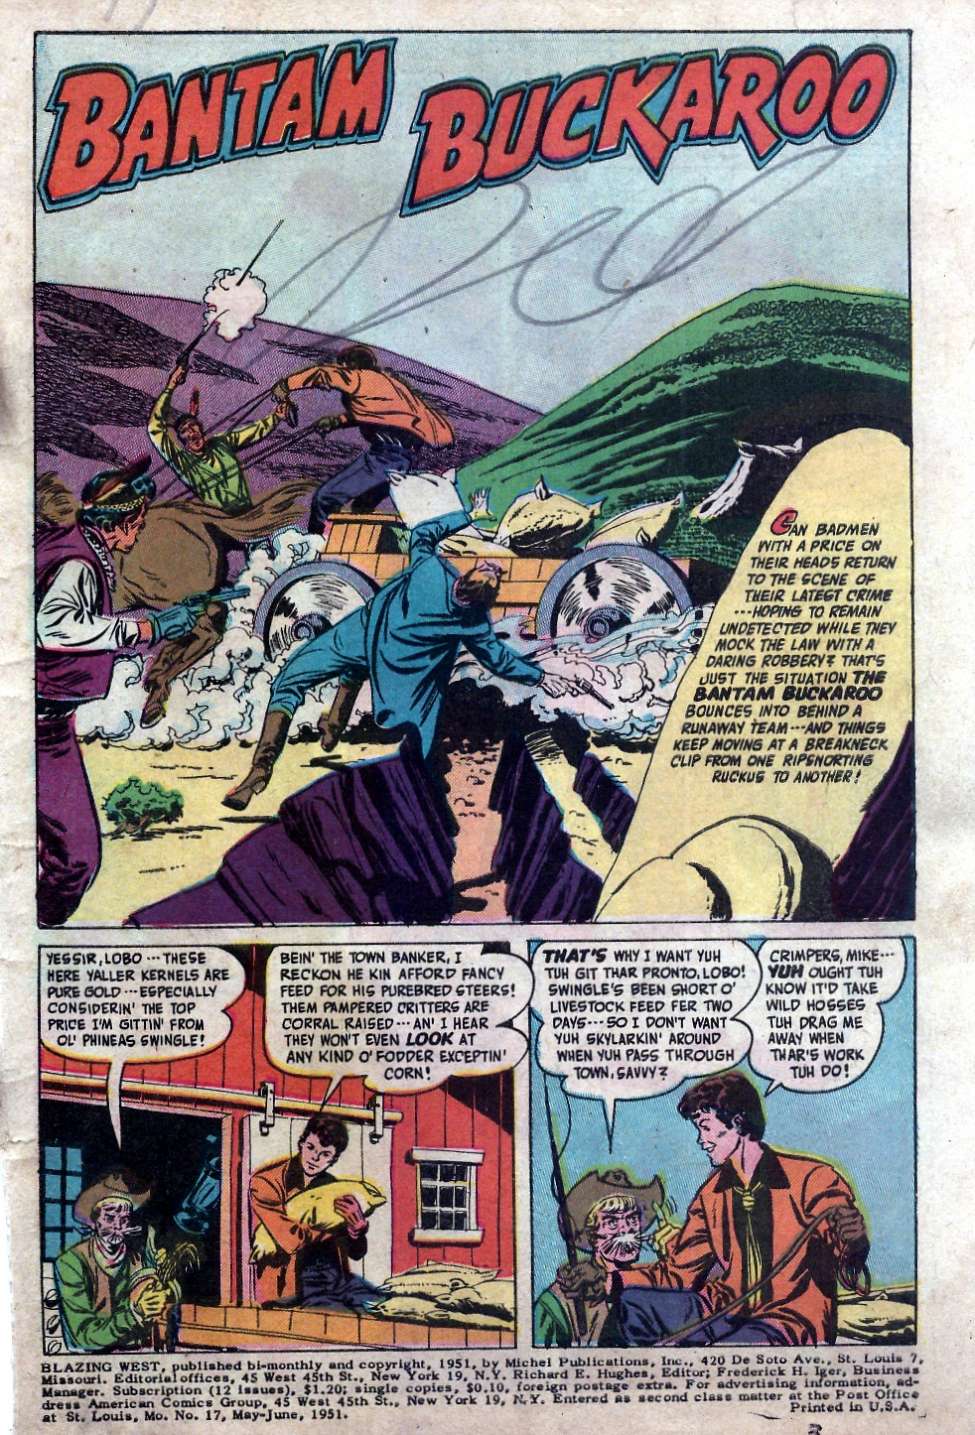 BANTAM BUCKAROO
CAN BADMEN
WITH A PRICE ON
THEIR HEADS RETURN
TO THE SCENE OF
THEIR LATEST CRIME
---HOPING TO REMAIN
UNDETECTED WHILE THEY
MOCK THE LAW WITH A
DARING ROBBERY? THAT'S
JUST THE SITUATION THE
BANTAM BUCKAROO
BOUNCES INTO BEHIND A
RUNAWAY TEAM---AND THINGS
KEEP MOVING AT A BREAKNECK
CLIP FROM ONE RIPSNORTING
RUCKUS TO ANOTHER!
YESSIR, LOBO --- THESE
HERE YALLER KERNELS ARE
PURE GOLD---ESPECIALLY
CONSIDERIN' THE TOP
PRICE I'M GITTIN' FROM
OL' PHINEAS SWINGLE!
BEIN' THE TOWN BANKER, I
RECKON HE KIN AFFORD FANCY
FEED FOR HIS PUREBRED STEERS!
THEM PAMPERED CRITTERS ARE
CORRAL RAISED---AN' I HEAR
THEY WON'T EVEN LOOK AT
ANY KIND O' FODDER EXCEPTIN'
CORN!
THAT'S WHY I WANT YUH
TUH GIT THAR PRONTO, LOBO!
SWINGLE'S BEEN SHORT O'
LIVESTOCK FEED FER TWO
DAYS---SO I DON'T WANT
YUH SKYLARKIN' AROUND
WHEN YUH PASS THROUGH
TOWN, SAVVY?
CRIMPERS, MIKE---
YUH OUGHT TUH
KNOW IT'D TAKE
WILD HOSSES
TUH DRAG ME
AWAY WHEN
THAR'S WORK
TUH DO!
BLAZING WEST, published bi-monthly and copyright, 1951, by Michel Publications, Inc., 420 De Soto Ave., St. Louis 7,
Missouri. Editorial offices, 45 West 45th St., New York 19, N.Y. Richard E. Hughes, Editor; Frederick H. Iger, Business
Manager. Subscription (12 issues), $1.20; single copies, $0.10, foreign postage extra. For advertising information, ad-
dress American Comics Group, 45 West 45th St., New York 19, N.Y. Entered as second class matter at the Post Office
at St. Louis, Mo. No. 17, May-June, 1951. Printed in U.S.A.